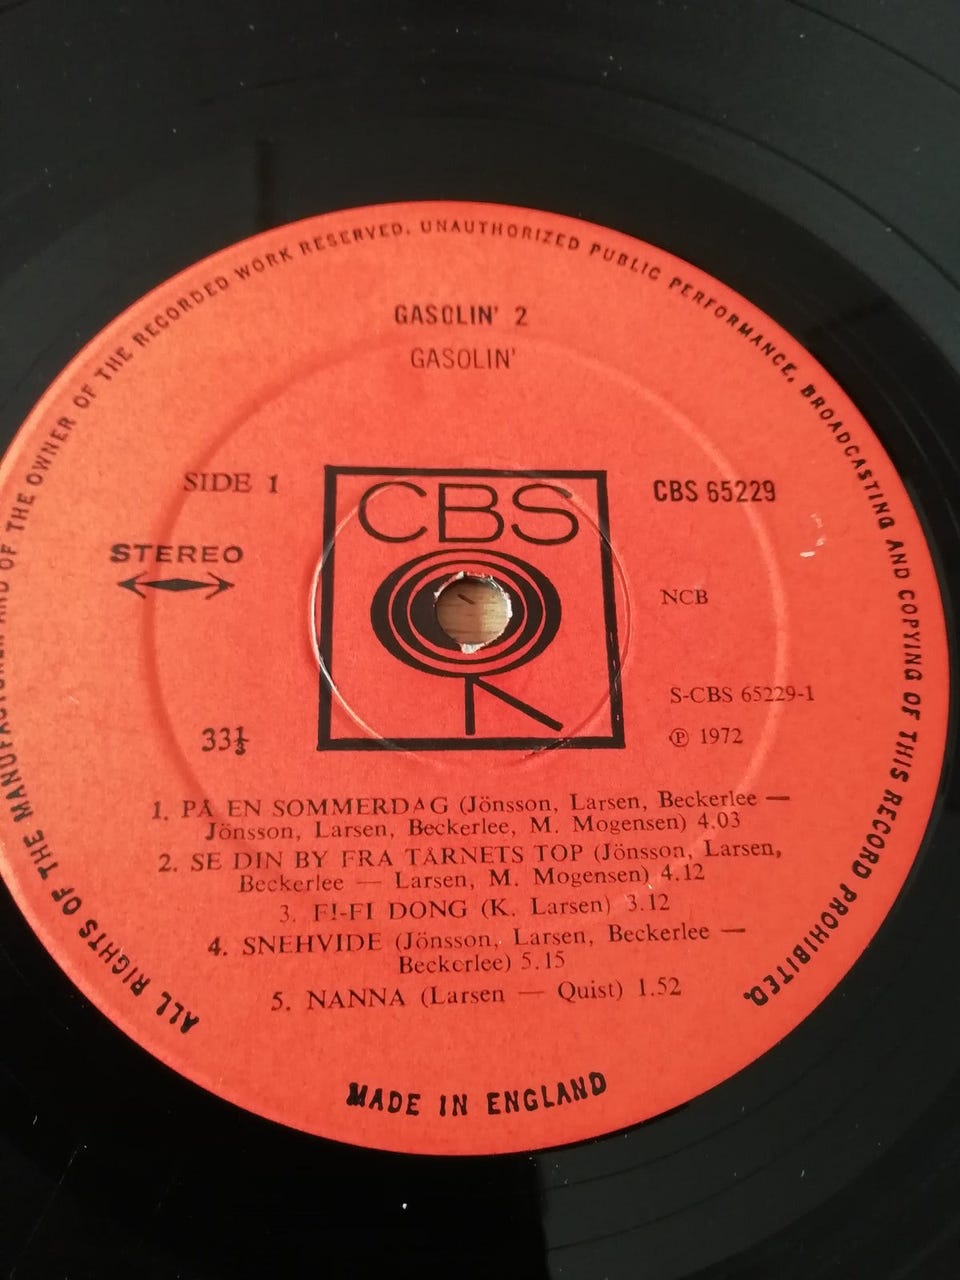 ALL RIGHTS OF THE MANUFACTURER AND OF THE OWNER OF THE RECORDED WORK RESERVED. UNAUTHORIZED PUBLIC PERFORMANCE, BROADCASTING AND COPYING OF THIS RECORD PROHIBITED.
GASOLIN' 2
GASOLIN'
SIDE 1
CBS
CBS 65229
STEREO
NCB
S-CBS 65229-1
33⅓
℗ 1972
1. PÅ EN SOMMERDAG (Jönsson, Larsen, Beckerlee —
Jönsson, Larsen, Beckerlee, M. Mogensen) 4.03
2. SE DIN BY FRA TÅRNETS TOP (Jönsson, Larsen,
Beckerlee — Larsen, M. Mogensen) 4.12
3. FI-FI DONG (K. Larsen) 3.12
4. SNEHVIDE (Jönsson, Larsen, Beckerlee —
Beckerlee) 5.15
5. NANNA (Larsen — Quist) 1.52
MADE IN ENGLAND